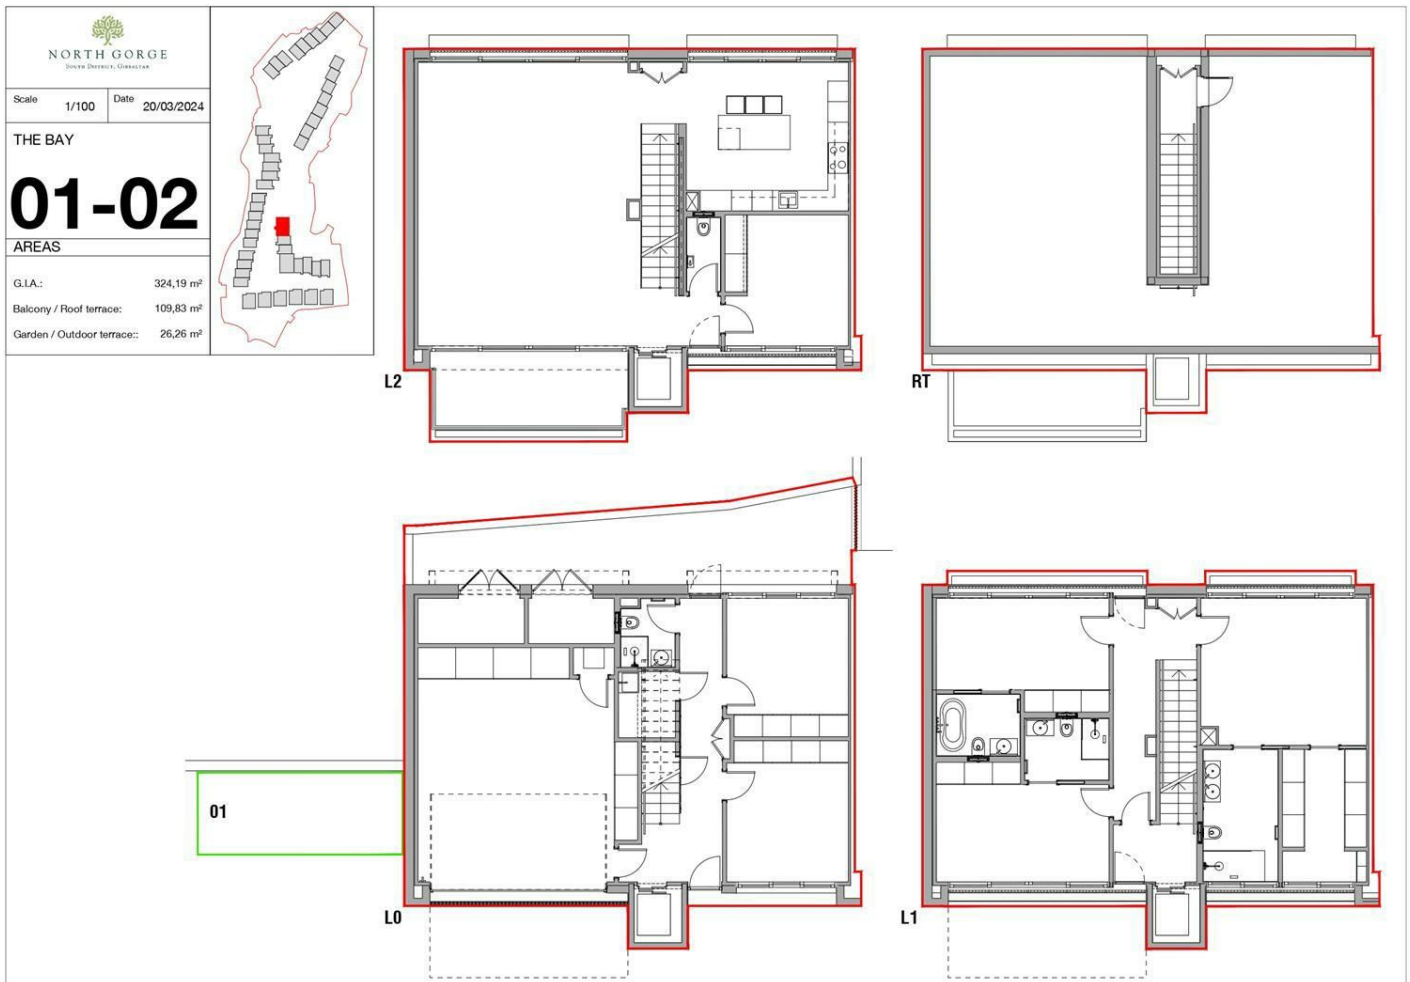 NORTH GORGE
SOUTH DISTRICT, GIBRALTAR
Scale 1/100 Date 20/03/2024
THE BAY
01-02
AREAS
G.I.A.: 324,19 m²
Balcony / Roof terrace: 109,83 m²
Garden / Outdoor terrace:: 26,26 m²
L2
RT
01
L0
L1